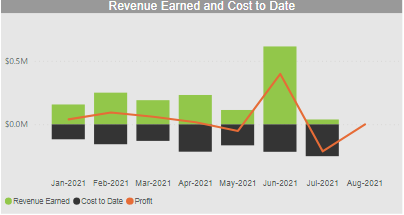 Revenue Earned and Cost to Date
$0.5M
$0.0M
Jan-2021 Feb-2021 Mar-2021 Apr-2021 May-2021 Jun-2021 Jul-2021 Aug-2021
Revenue Earned Cost to Date Profit